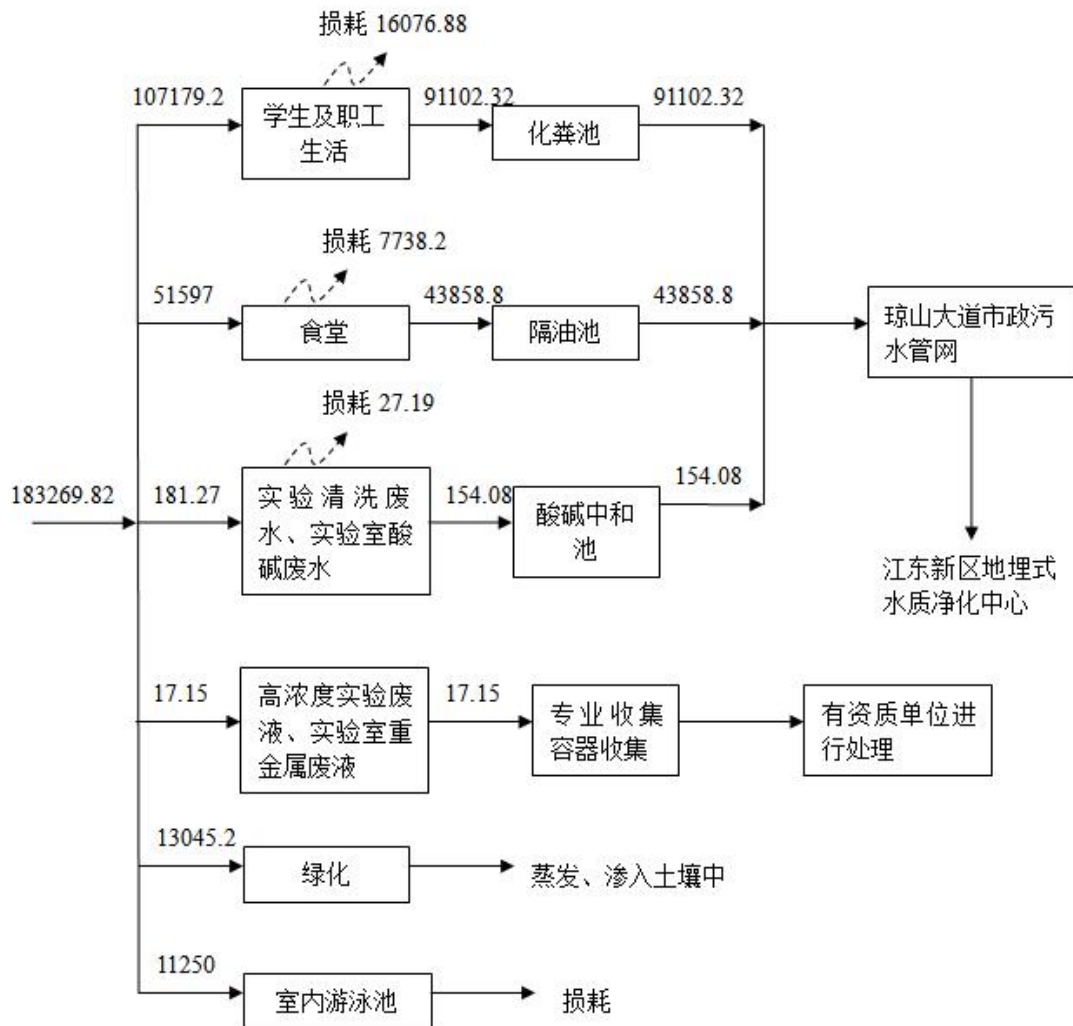 损耗 16076.88
107179.2
学生及职工
生活
91102.32
化粪池
91102.32
损耗 7738.2
51597
食堂
43858.8
隔油池
43858.8
琼山大道市政污
水管网
损耗 27.19
183269.82
181.27
实验清洗废
水、实验室酸
碱废水
154.08
酸碱中和
池
154.08
江东新区地埋式
水质净化中心
17.15
高浓度实验废
液、实验室重
金属废液
17.15
专业收集
容器收集
有资质单位进
行处理
13045.2
绿化
蒸发、渗入土壤中
11250
室内游泳池
损耗